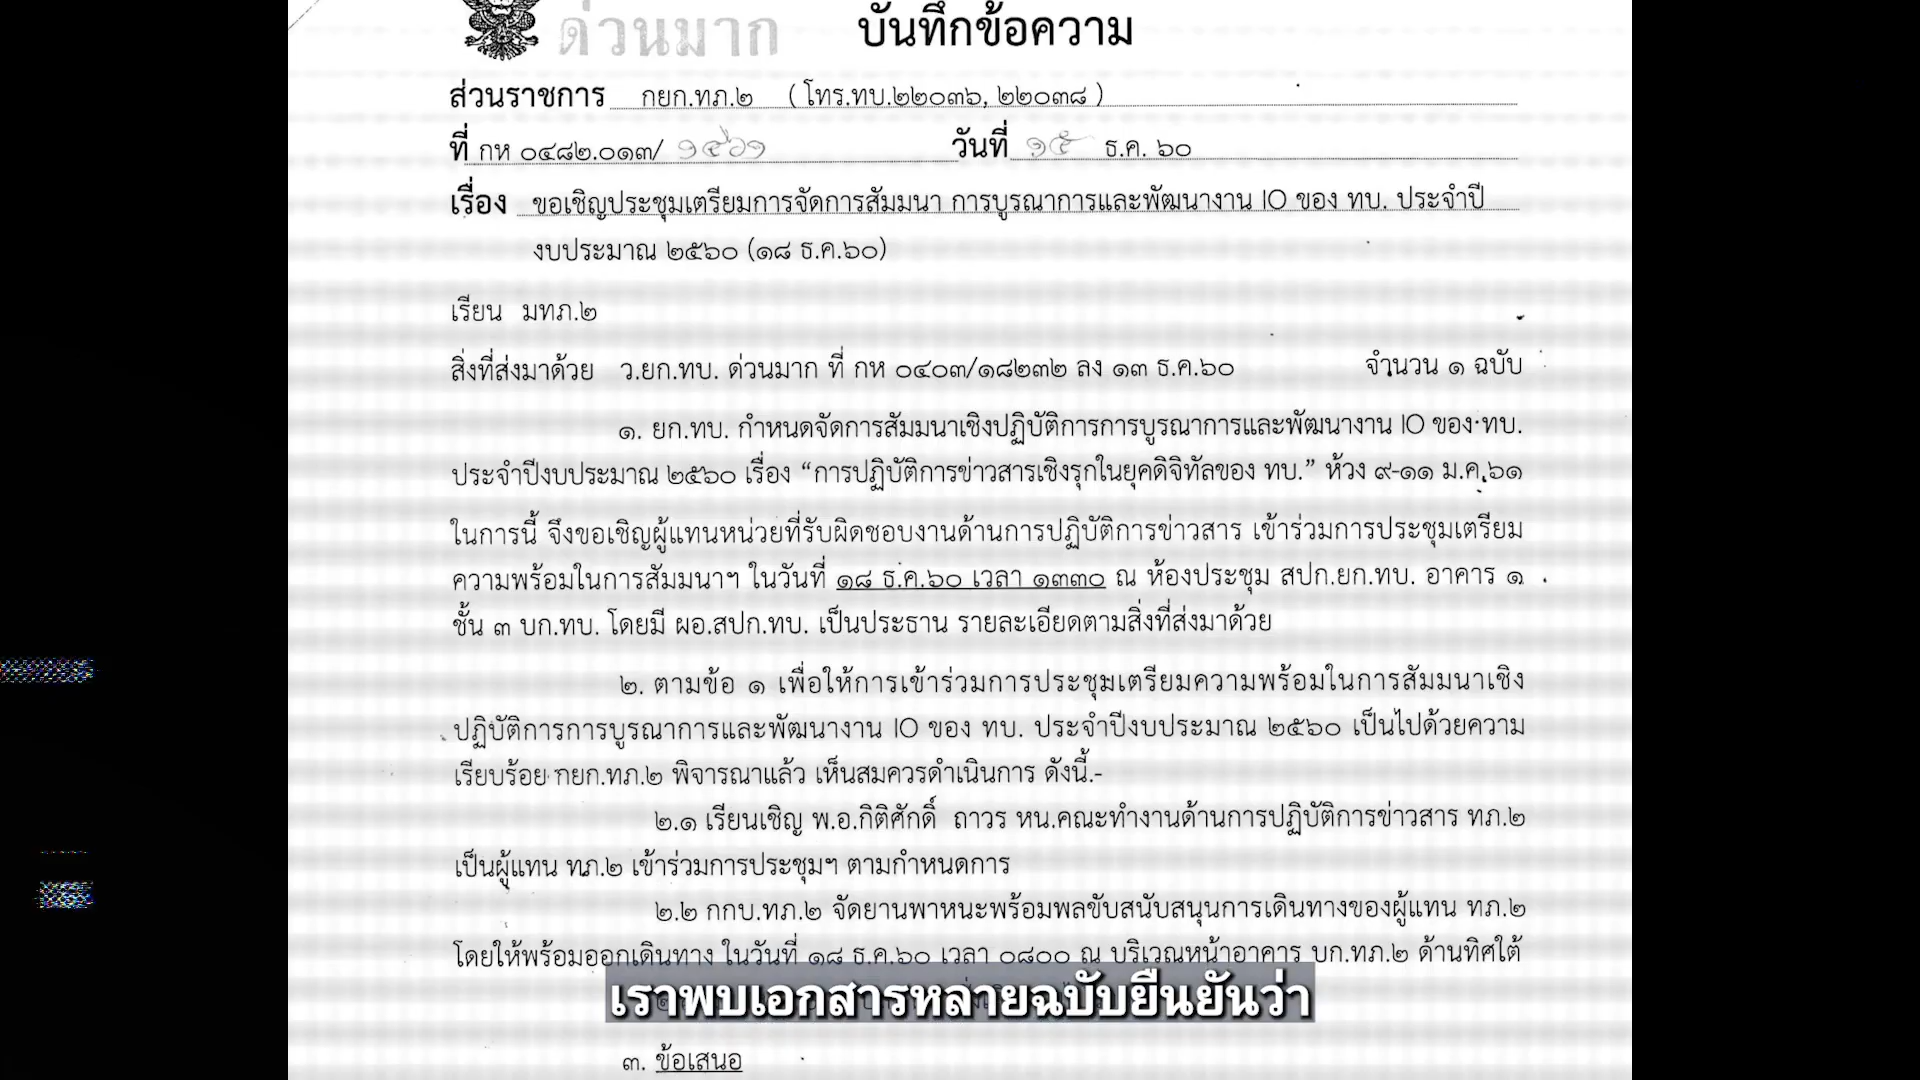 ด่วนมาก บันทึกข้อความ
ส่วนราชการ กยก.ทภ.๒ ( โทร.ทบ.๒๒๐๓๖, ๒๒๐๓๘ )
ที่ กห ๐๔๘๒.๐๑๓/ ๑๔๖๑ วันที่ ๑๕ ธ.ค. ๖๐
เรื่อง ขอเชิญประชุมเตรียมการจัดการสัมมนา การบูรณาการและพัฒนางาน IO ของ ทบ. ประจำปี
งบประมาณ ๒๕๖๐ (๑๘ ธ.ค.๖๐)
เรียน มทภ.๒
สิ่งที่ส่งมาด้วย ว.ยก.ทบ. ด่วนมาก ที่ กห ๐๔๐๓/๑๘๒๓๒ ลง ๑๓ ธ.ค.๖๐ จำนวน ๑ ฉบับ
๑. ยก.ทบ. กำหนดจัดการสัมมนาเชิงปฏิบัติการการบูรณาการและพัฒนางาน IO ของ ทบ.
ประจำปีงบประมาณ ๒๕๖๐ เรื่อง “การปฏิบัติการข่าวสารเชิงรุกในยุคดิจิทัลของ ทบ.” ห้วง ๙-๑๑ ม.ค.๖๑
ในการนี้ จึงขอเชิญผู้แทนหน่วยที่รับผิดชอบงานด้านการปฏิบัติการข่าวสาร เข้าร่วมการประชุมเตรียม
ความพร้อมในการสัมมนาฯ ในวันที่ ๑๘ ธ.ค.๖๐ เวลา ๑๓๓๐ ณ ห้องประชุม สปก.ยก.ทบ. อาคาร ๑
ชั้น ๓ บก.ทบ. โดยมี ผอ.สปก.ทบ. เป็นประธาน รายละเอียดตามสิ่งที่ส่งมาด้วย
๒. ตามข้อ ๑ เพื่อให้การเข้าร่วมการประชุมเตรียมความพร้อมในการสัมมนาเชิง
ปฏิบัติการการบูรณาการและพัฒนางาน IO ของ ทบ. ประจำปีงบประมาณ ๒๕๖๐ เป็นไปด้วยความ
เรียบร้อย กยก.ทภ.๒ พิจารณาแล้ว เห็นสมควรดำเนินการ ดังนี้.-
๒.๑ เรียนเชิญ พ.อ.กิติศักดิ์ ถาวร หน.คณะทำงานด้านการปฏิบัติการข่าวสาร ทภ.๒
เป็นผู้แทน ทภ.๒ เข้าร่วมการประชุมฯ ตามกำหนดการ
๒.๒ กกบ.ทภ.๒ จัดยานพาหนะพร้อมพลขับสนับสนุนการเดินทางของผู้แทน ทภ.๒
โดยให้พร้อมออกเดินทาง ในวันที่ ๑๘ ธ.ค.๖๐ เวลา ๐๘๐๐ ณ บริเวณหน้าอาคาร บก.ทภ.๒ ด้านทิศใต้
เราพบเอกสารหลายฉบับยืนยันว่า
๓. ข้อเสนอ